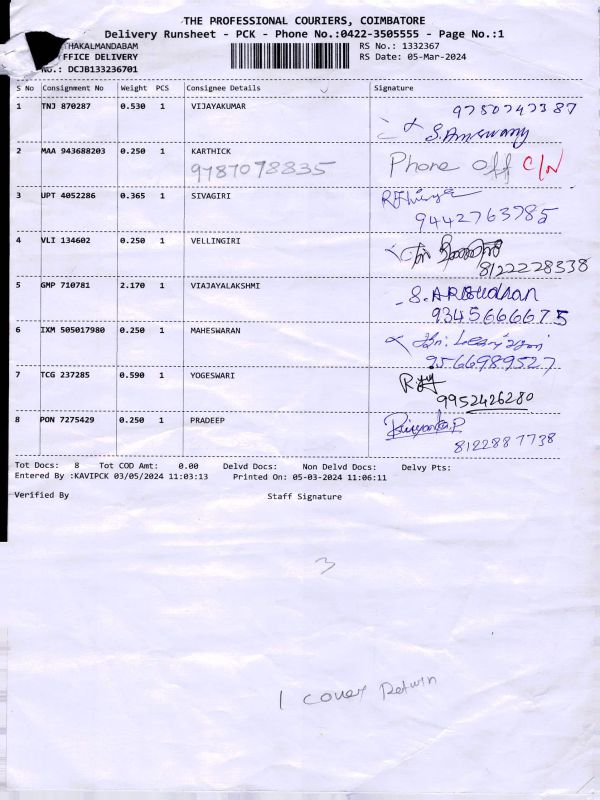 THE PROFESSIONAL COURIERS, COIMBATORE
Delivery Runsheet - PCK - Phone No.:0422-3505555 - Page No.:1
THAKALMANDABAM
RS No.: 1332367
FFICE DELIVERY
RS Date: 05-Mar-2024
No.: DCJB133236701
S No Consignment No Weight PCS Consignee Details Signature
1 TNJ 870287 0.530 1 VIJAYAKUMAR 9750747387
2 MAA 943688203 0.250 1 KARTHICK Phone off C/N
9787078835
3 UPT 4052286 0.365 1 SIVAGIRI
9442763785
4 VLI 134602 0.250 1 VELLINGIRI
8122228338
5 GMP 710781 2.170 1 VIAJAYALAKSHMI
9345666675
6 IXM 505017980 0.250 1 MAHESWARAN
9566989527
7 TCG 237285 0.590 1 YOGESWARI
9952426280
8 PON 7275429 0.250 1 PRADEEP Priyanka.P
8122887738
Tot Docs: 8 Tot COD Amt: 0.00 Delvd Docs: Non Delvd Docs: Delvy Pts:
Entered By :KAVIPCK 03/05/2024 11:03:13 Printed On: 05-03-2024 11:06:11
Verified By Staff Signature
3
1 cover Return